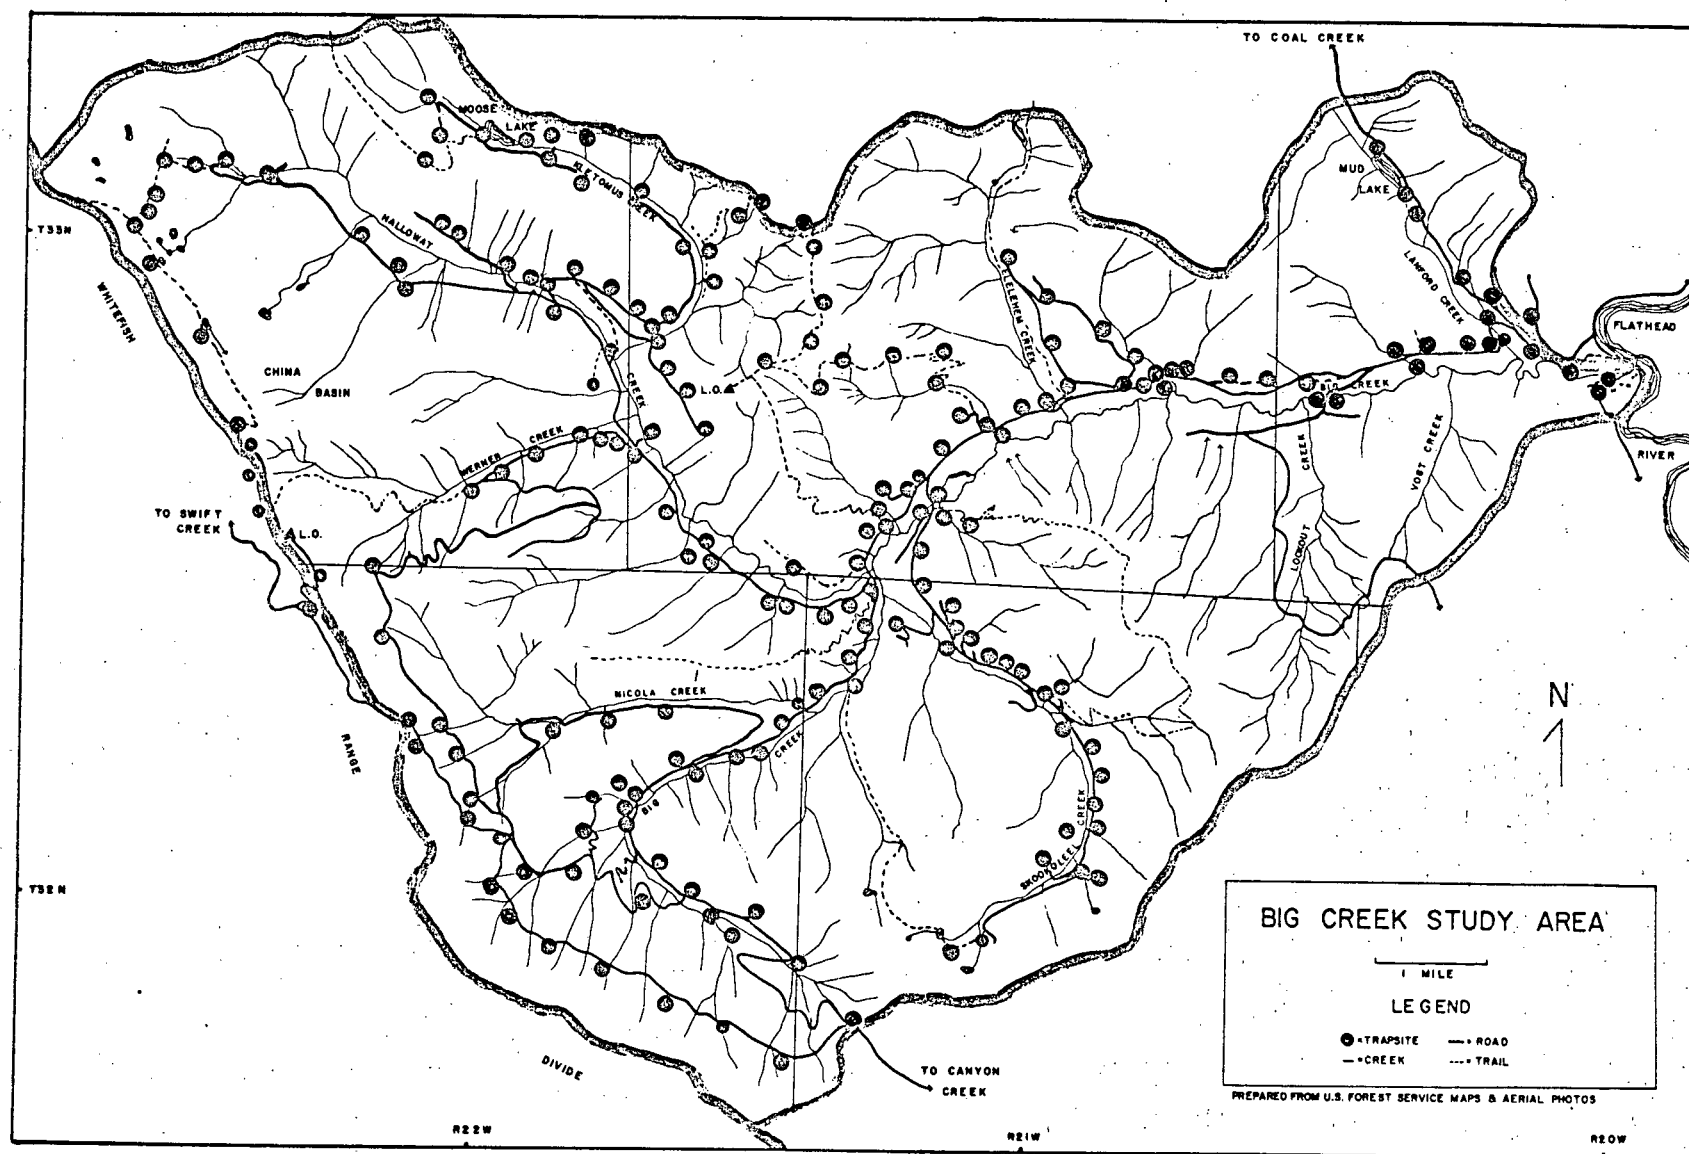 TO COAL CREEK
MOOSE
LAKE
KLETOMUS CREEK
MUD
LAKE
T33N
HALLOWAT
CREEK
WHITEFISH
ELELEHEM CREEK
LANFORD CREEK
FLATHEAD
RIVER
CHINA
BASIN
L.O.
BIG CREEK
WERNER CREEK
LOOKOUT
CREEK
YOST CREEK
TO SWIFT
CREEK
L.O.
NICOLA CREEK
RANGE
BIG
CREEK
N
SKOOKOLEEL CREEK
T32N
BIG CREEK STUDY AREA
1 MILE
LEGEND
=TRAPSITE
=ROAD
=CREEK
=TRAIL
PREPARED FROM U.S. FOREST SERVICE MAPS & AERIAL PHOTOS
DIVIDE
TO CANYON
CREEK
R22W
R21W
R20W